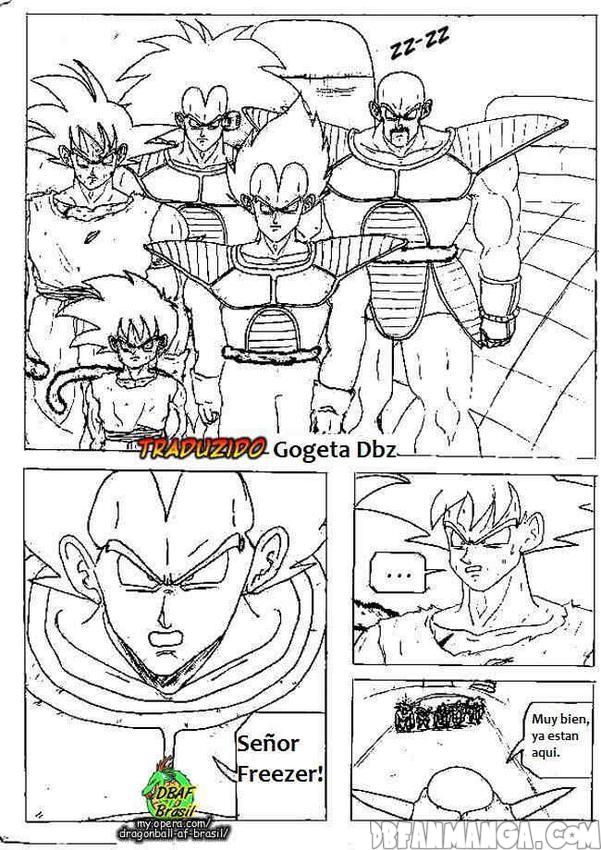 ZZ-ZZ
TRADUZIDO Gogeta Dbz
...
Señor
Freezer!
Muy bien,
ya estan
aqui.
DBAF
Brasil
my.opera.com/
dragonball-af-brasil/
DBFANMANGA.COM